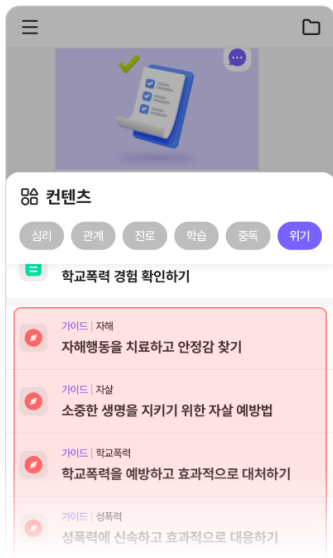 컨텐츠
심리
관계
진로
학습
중독
위기
학교폭력 경험 확인하기
가이드 | 자해
자해행동을 치료하고 안정감 찾기
가이드 | 자살
소중한 생명을 지키기 위한 자살 예방법
가이드 | 학교폭력
학교폭력을 예방하고 효과적으로 대처하기
가이드 | 성폭력
성폭력에 신속하고 효과적으로 대응하기